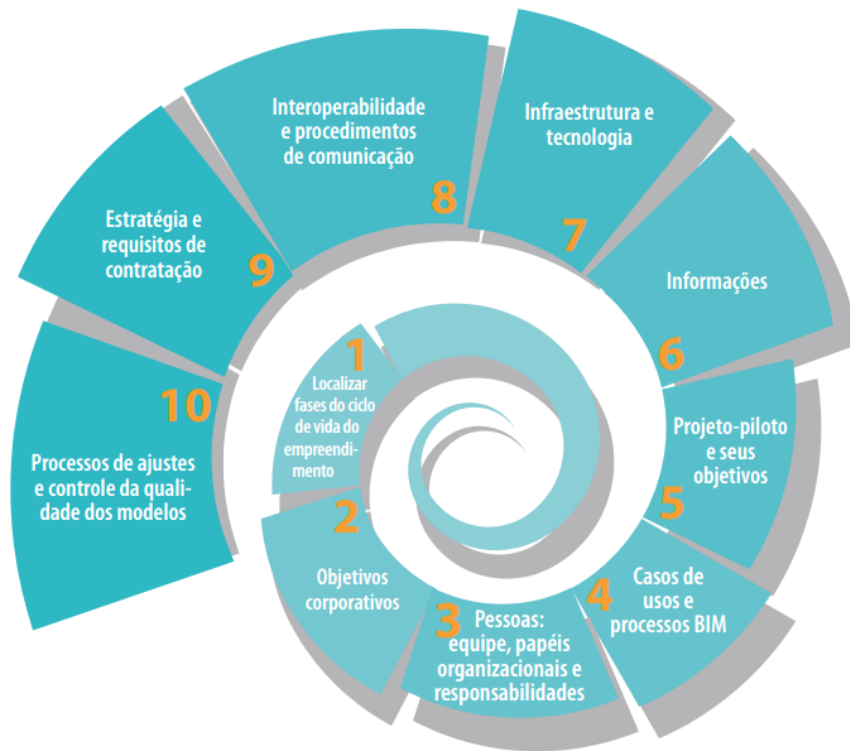 1
Localizar
fases do ciclo
de vida do
empreendi-
mento
2
Objetivos
corporativos
3
Pessoas:
equipe, papéis
organizacionais e
responsabilidades
4
Casos de
usos e
processos BIM
5
Projeto-piloto
e seus
objetivos
6
Informações
7
Infraestrutura e
tecnologia
8
Interoperabilidade
e procedimentos
de comunicação
9
Estratégia e
requisitos de
contratação
10
Processos de ajustes
e controle da quali-
dade dos modelos